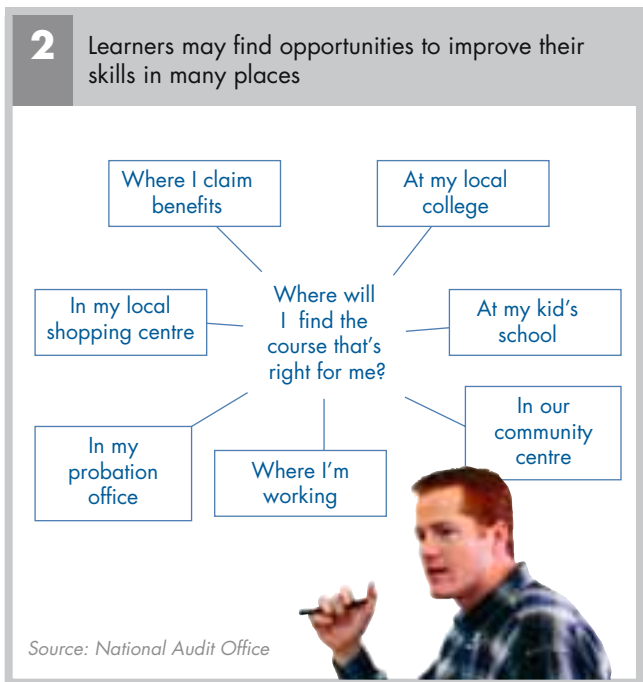 2
Learners may find opportunities to improve their
skills in many places
Where I claim
benefits
At my local
college
In my local
shopping centre
Where will
I find the
course that's
right for me?
At my kid's
school
In my
probation
office
Where I'm
working
In our
community
centre
Source: National Audit Office